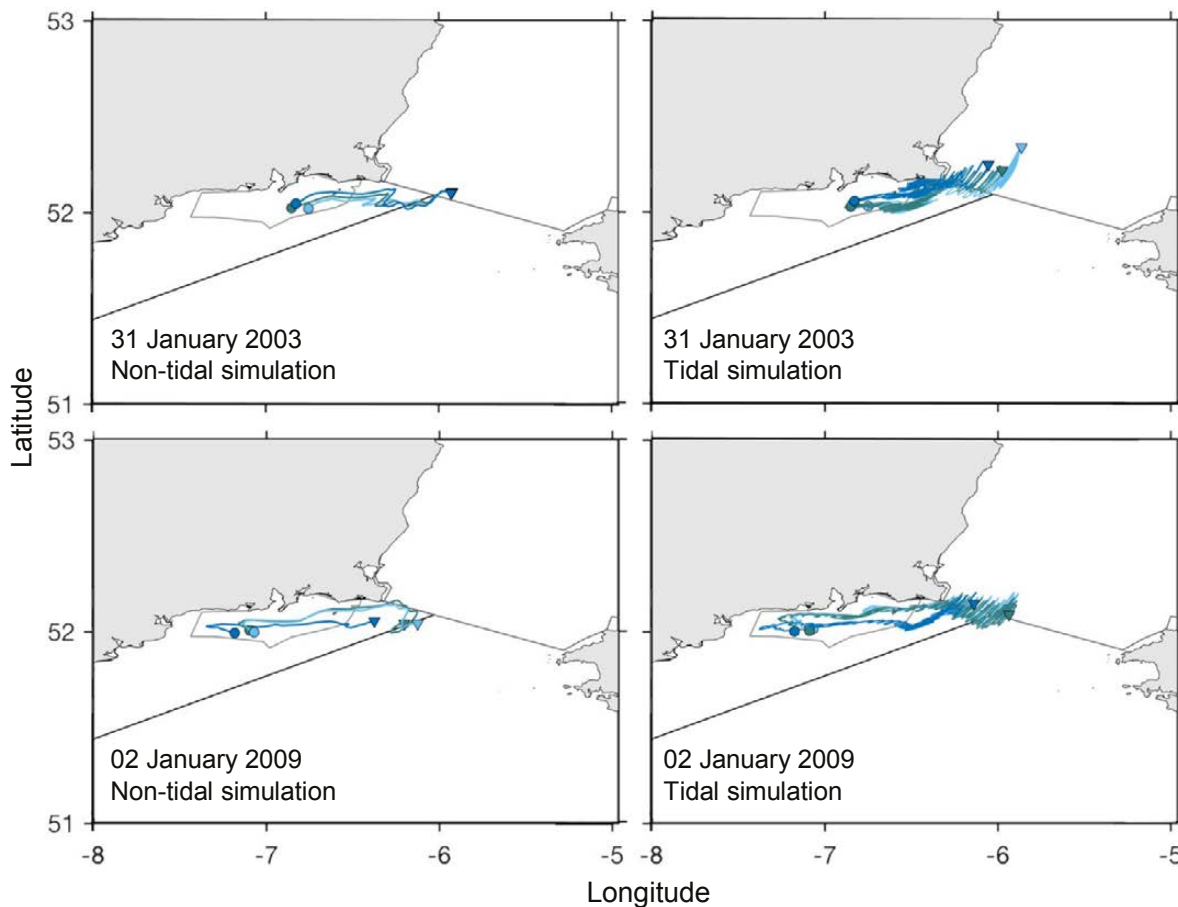 53
52
51
31 January 2003
Non-tidal simulation
31 January 2003
Tidal simulation
Latitude
53
52
51
02 January 2009
Non-tidal simulation
02 January 2009
Tidal simulation
-8
-7
-6
-8
-7
-6
-5
Longitude